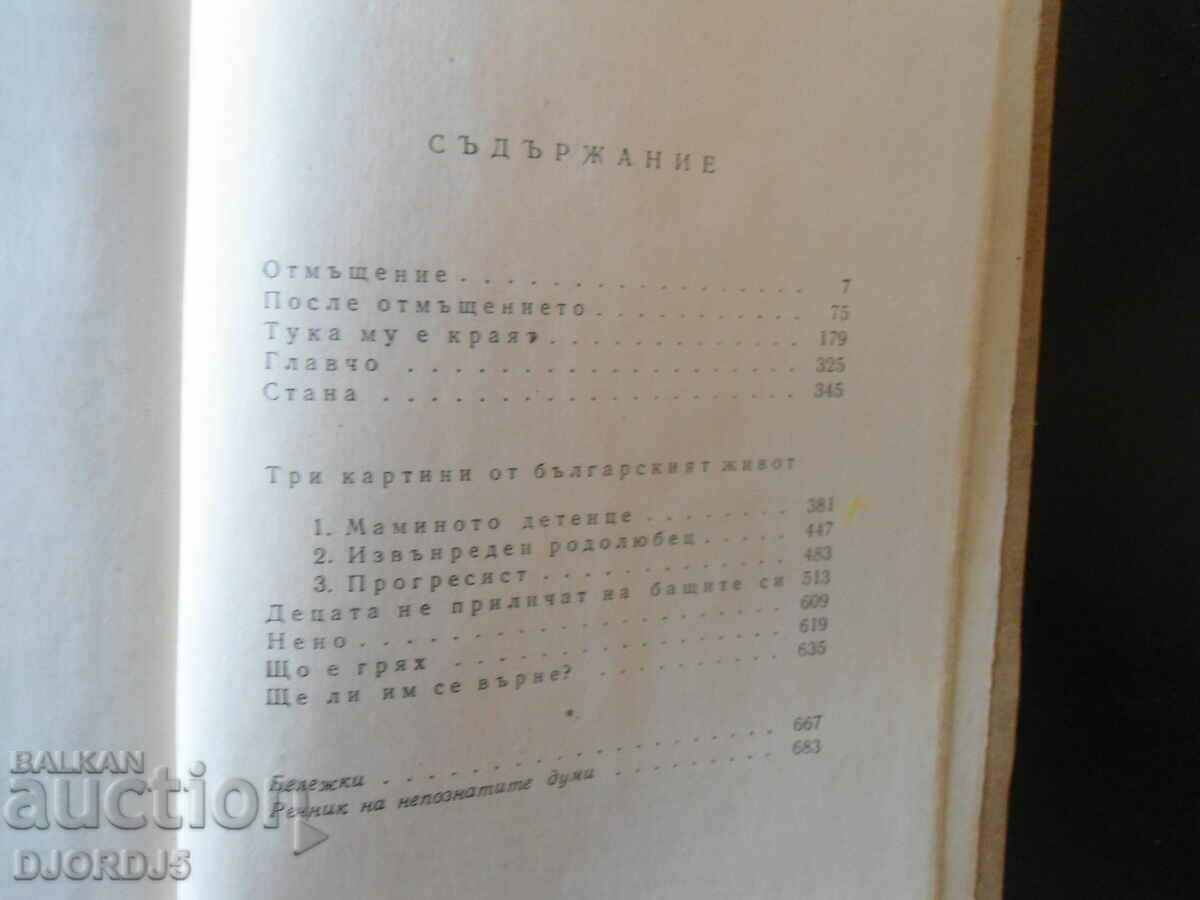 СЪДЪРЖАНИЕ
Отмъщение . . . . . . . . . . . . . . . . 7
После отмъщението . . . . . . . . . . 75
Тука му е краят . . . . . . . . . . . . . 179
Главчо . . . . . . . . . . . . . . . . . . . 325
Стана . . . . . . . . . . . . . . . . . . . . 345
Три картини от българският живот
1. Маминото детенце . . . . . . . . 381
2. Извънреден родолюбец . . . . . 447
3. Прогресист . . . . . . . . . . . . 483
Децата не приличат на бащите си 513
Нено . . . . . . . . . . . . . . . . . . . 609
Що е грях . . . . . . . . . . . . . . . 619
Ще ли им се върне? . . . . . . . . 635
*
Бележки . . . . . . . . . . . . . . . . . 667
Речник на непознатите думи . . . . . . . . 683
BALKAN
auction
DJORDJ5